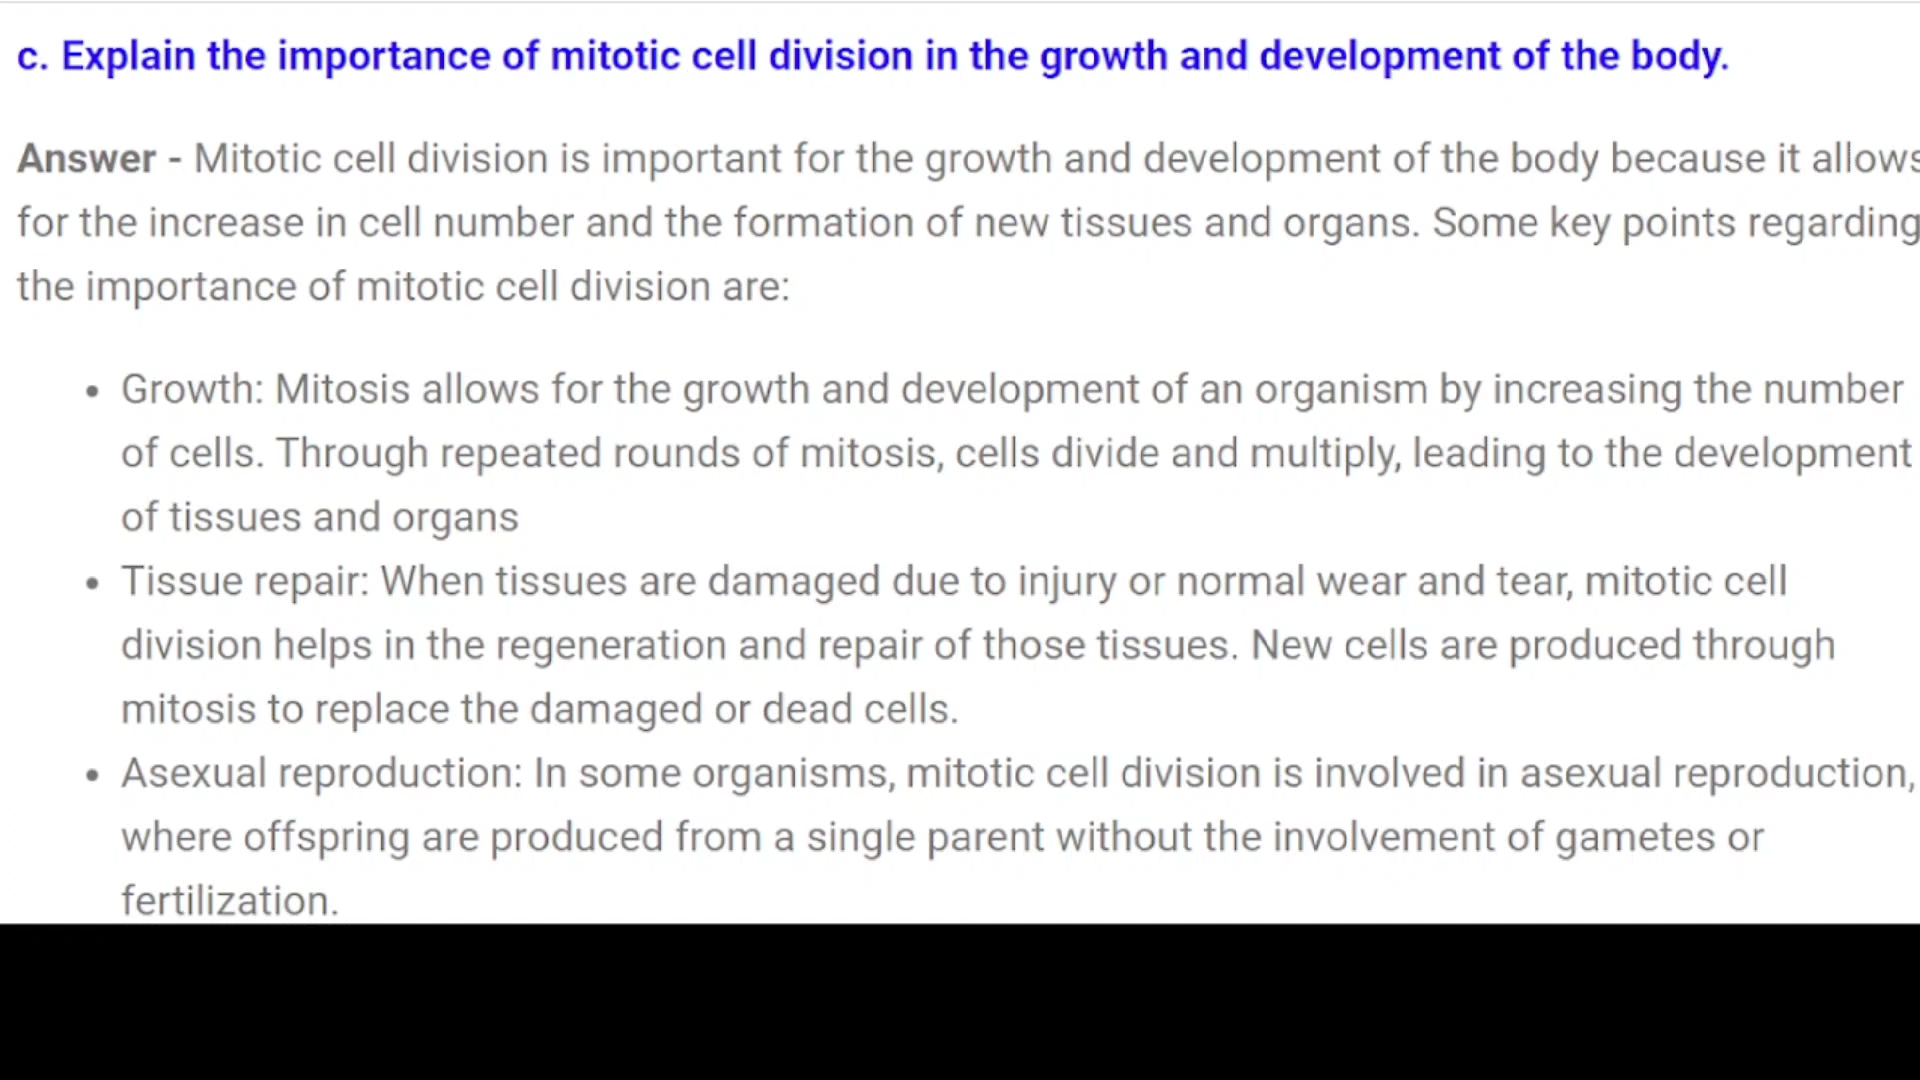 c. Explain the importance of mitotic cell division in the growth and development of the body.
Answer - Mitotic cell division is important for the growth and development of the body because it allows
for the increase in cell number and the formation of new tissues and organs. Some key points regarding
the importance of mitotic cell division are:
• Growth: Mitosis allows for the growth and development of an organism by increasing the number
of cells. Through repeated rounds of mitosis, cells divide and multiply, leading to the development
of tissues and organs
• Tissue repair: When tissues are damaged due to injury or normal wear and tear, mitotic cell
division helps in the regeneration and repair of those tissues. New cells are produced through
mitosis to replace the damaged or dead cells.
• Asexual reproduction: In some organisms, mitotic cell division is involved in asexual reproduction,
where offspring are produced from a single parent without the involvement of gametes or
fertilization.